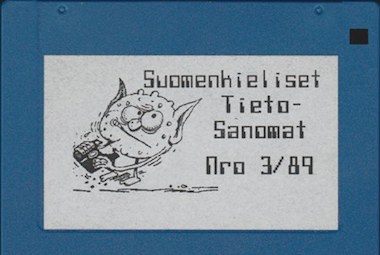 Suomenkieliset
Tieto-
Sanomat
Nro 3/89